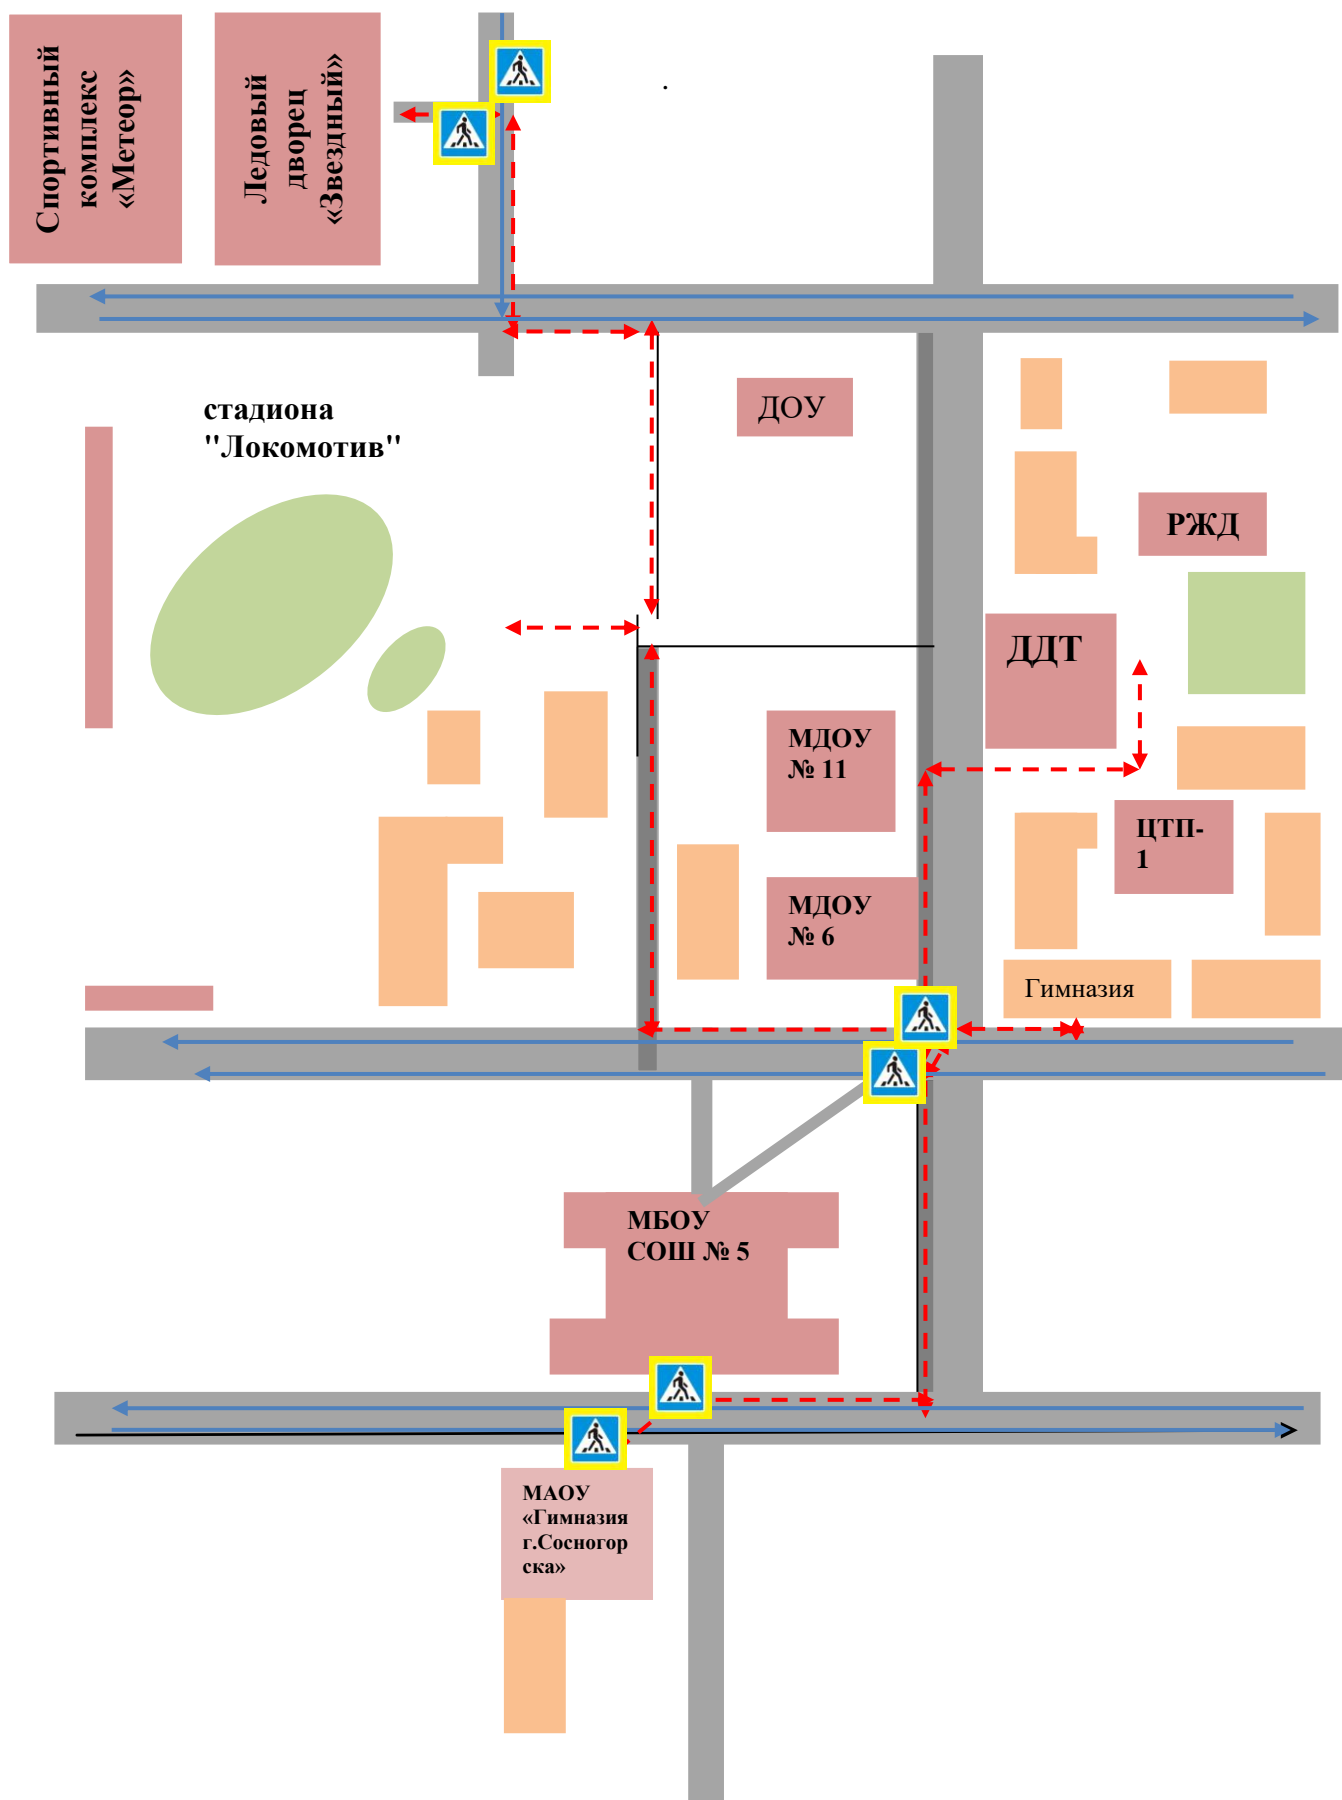 Спортивный
комплекс
«Метеор»
Ледовый
дворец
«Звездный»
.
стадиона
"Локомотив"
ДОУ
РЖД
ДДТ
МДОУ
№ 11
ЦТП-
1
МДОУ
№ 6
Гимназия
МБОУ
СОШ № 5
МАОУ
«Гимназия
г.Сосногор
ска»